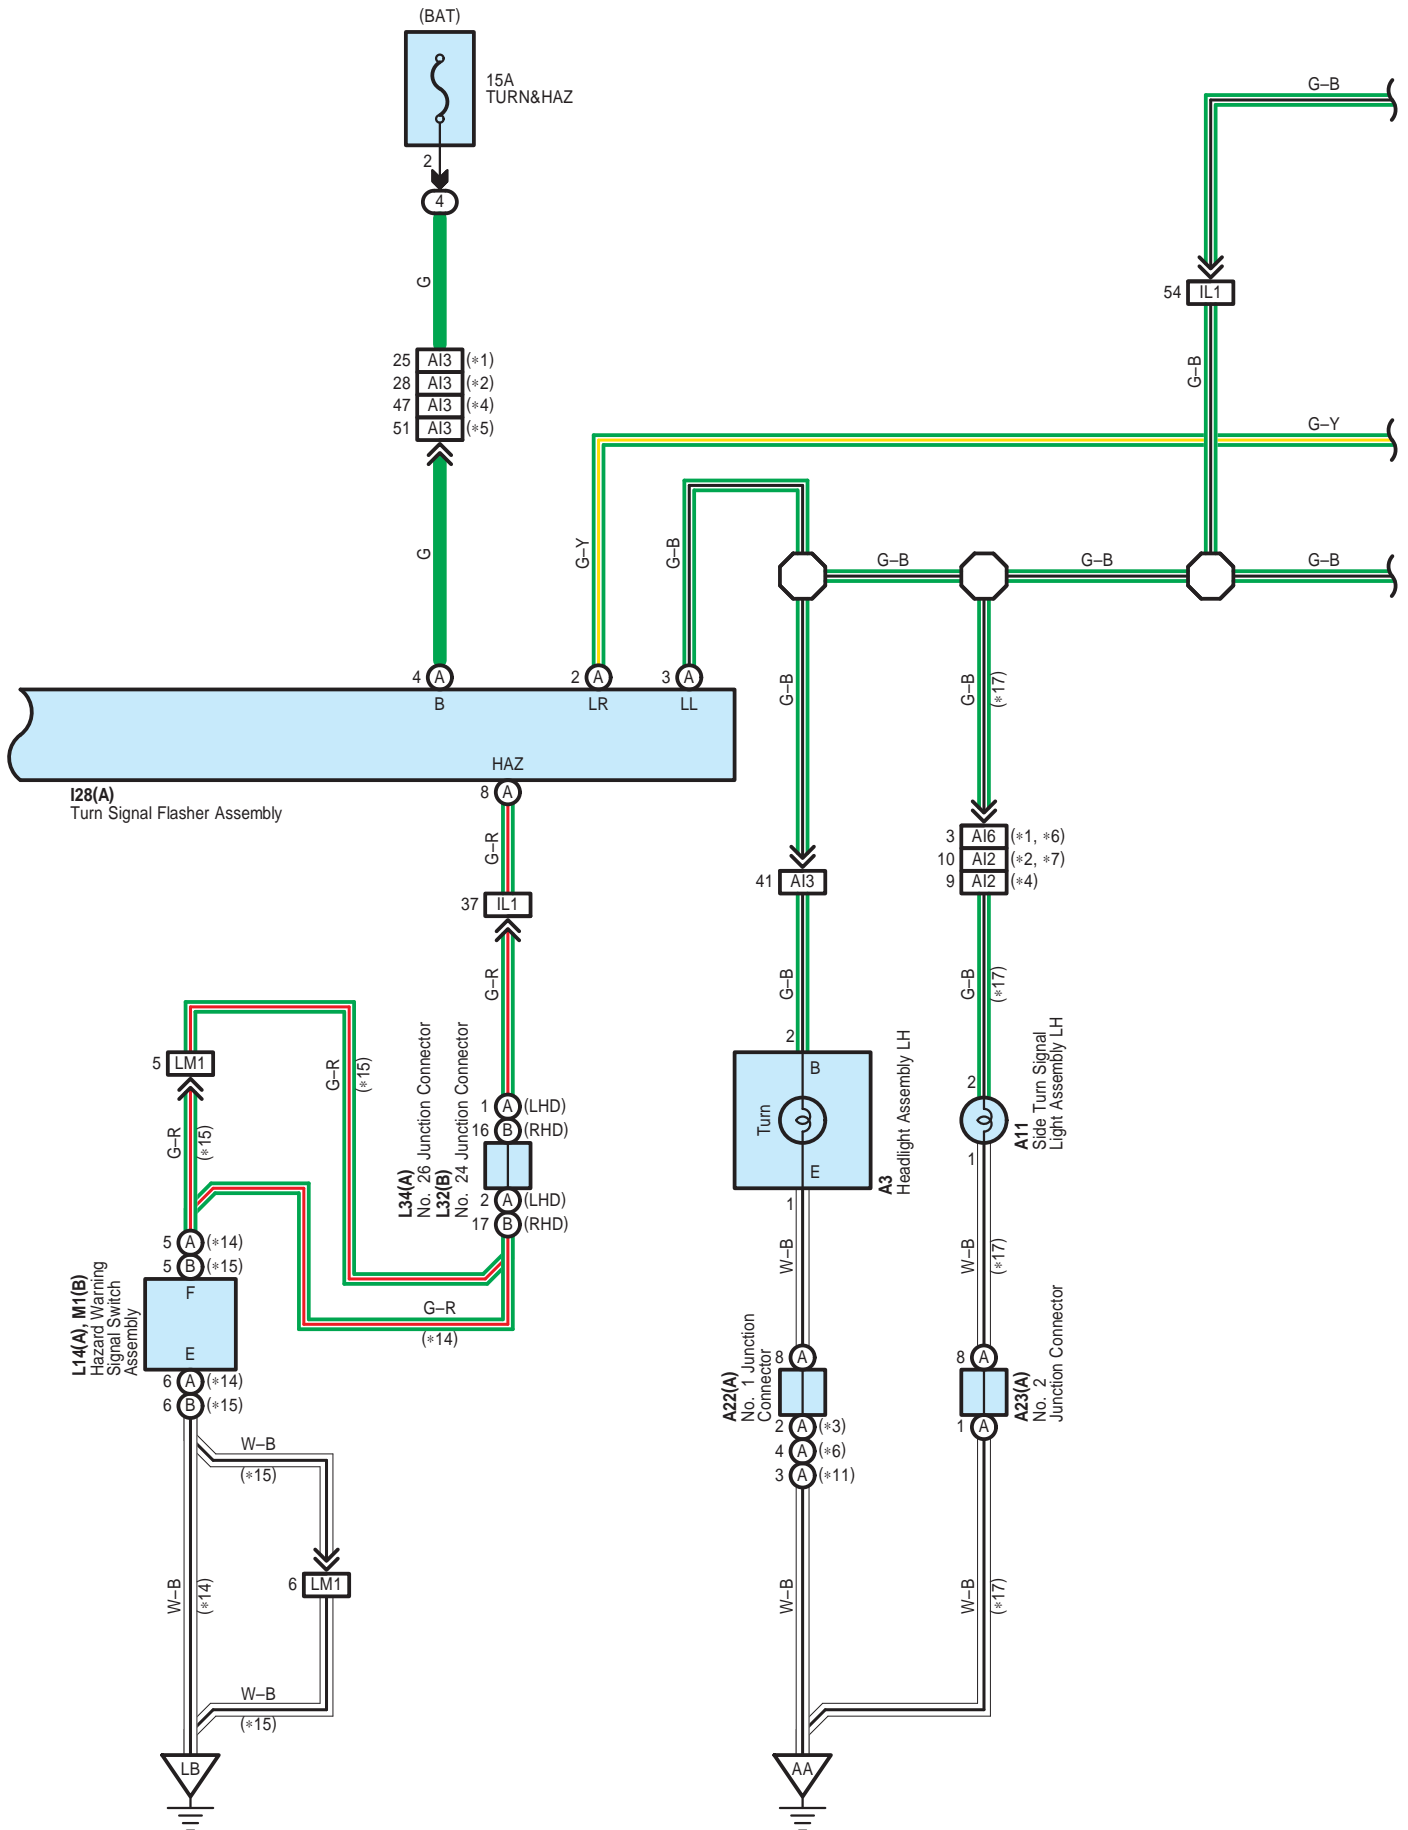 (BAT)
15A
TURN&HAZ
2
4
G
25 AI3 (∗1)
28 AI3 (∗2)
47 AI3 (∗4)
51 AI3 (∗5)
G
G–B
54 IL1
G–B
G–Y
G–Y
G–B
G–B
G–B
G–B
4 A
2 A
3 A
B
LR
LL
HAZ
I28(A)
Turn Signal Flasher Assembly
8 A
G–R
37 IL1
G–R
G–B
G–B
(∗17)
41 AI3
3 AI6 (∗1, ∗6)
10 AI2 (∗2, ∗7)
9 AI2 (∗4)
G–B
G–B
(∗17)
5 LM1
G–R
(∗15)
G–R
(∗15)
L34(A)
No. 26 Junction Connector
L32(B)
No. 24 Junction Connector
1 A (LHD)
16 B (RHD)
2 A (LHD)
17 B (RHD)
G–R
(∗14)
5 A (∗14)
5 B (∗15)
F
E
L14(A), M1(B)
Hazard Warning
Signal Switch
Assembly
6 A (∗14)
6 B (∗15)
W–B
(∗15)
6 LM1
W–B
(∗14)
W–B
(∗15)
LB
2
B
Turn
E
1
A3
Headlight Assembly LH
2
1
A11
Side Turn Signal
Light Assembly LH
W–B
W–B
(∗17)
8 A
A22(A)
No. 1 Junction
Connector
2 A (∗3)
4 A (∗6)
3 A (∗11)
8 A
A23(A)
No. 2
Junction Connector
1 A
W–B
W–B
(∗17)
AA